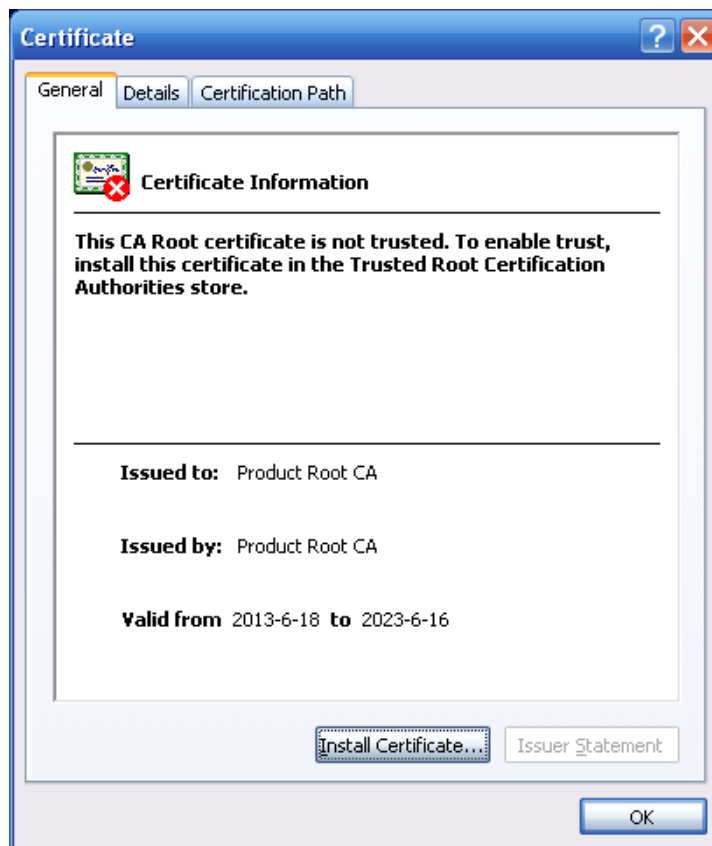 Certificate
General Details Certification Path
Certificate Information
This CA Root certificate is not trusted. To enable trust,
install this certificate in the Trusted Root Certification
Authorities store.
Issued to: Product Root CA
Issued by: Product Root CA
Valid from 2013-6-18 to 2023-6-16
Install Certificate... Issuer Statement
OK